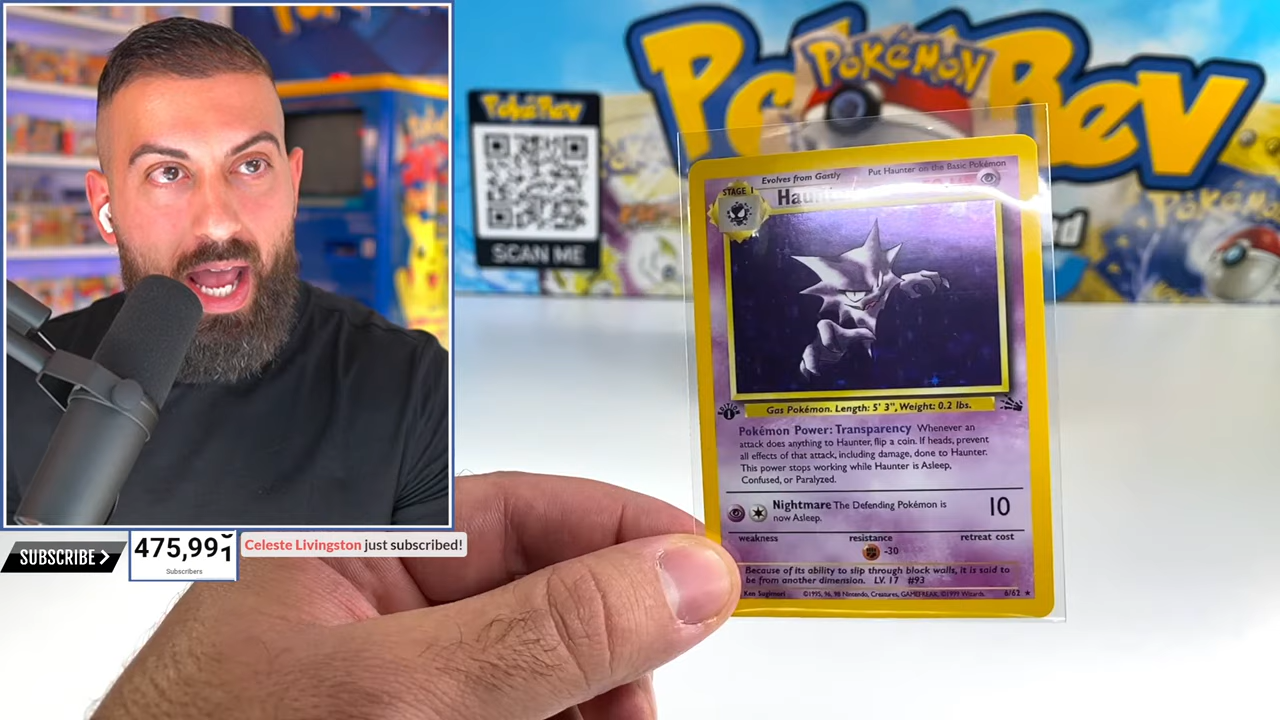 PokéRev
POKéMON
PokéRev
SCAN ME
POKéMON
Evolves from Gastly
Put Haunter on the Basic Pokémon
STAGE 1
EDITION
1
Gas Pokémon. Length: 5' 3", Weight: 0.2 lbs.
Pokémon Power: Transparency Whenever an
attack does anything to Haunter, flip a coin. If heads, prevent
all effects of that attack, including damage, done to Haunter.
This power stops working while Haunter is Asleep,
Confused, or Paralyzed.
Nightmare The Defending Pokémon is
now Asleep.
10
weakness
resistance
retreat cost
-30
Because of its ability to slip through block walls, it is said to
be from another dimension. LV. 17 #93
Ken Sugimori
©1995, 96, 98 Nintendo, Creatures, GAMEFREAK. ©1999 Wizards.
6/62 ★
SUBSCRIBE >
475,991
Subscribers
Celeste Livingston just subscribed!